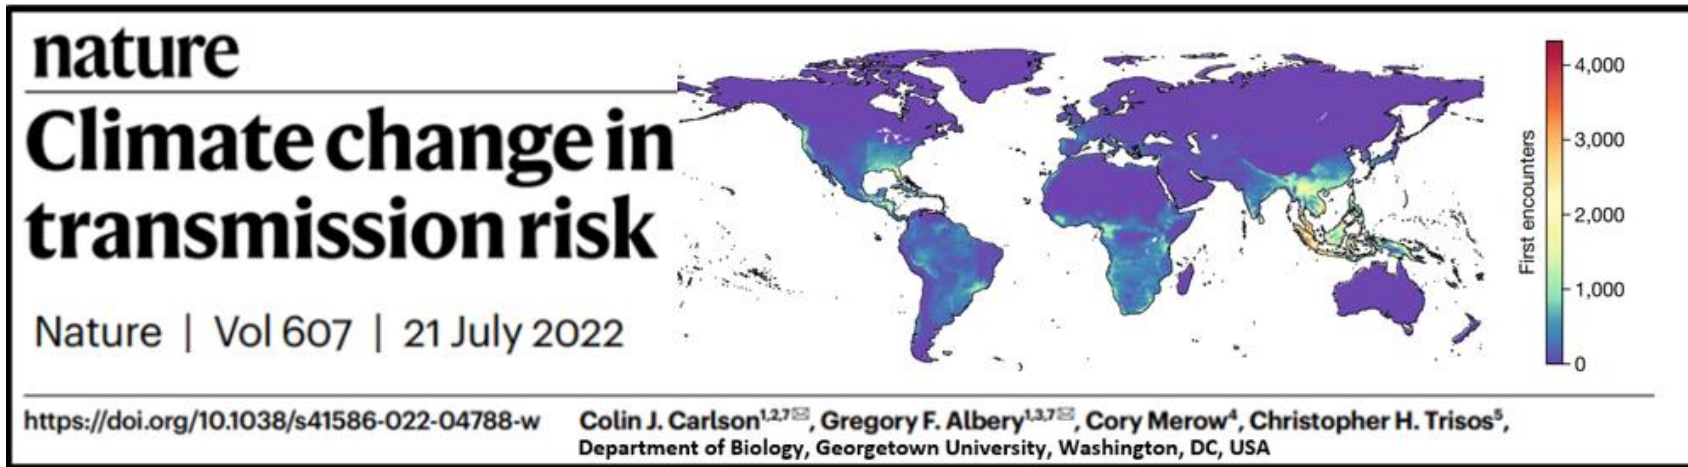 nature
Climate change in
transmission risk
Nature | Vol 607 | 21 July 2022
First encounters
4,000
3,000
2,000
1,000
0
https://doi.org/10.1038/s41586-022-04788-w
Colin J. Carlson1,2,7✉, Gregory F. Albery1,3,7✉, Cory Merow4, Christopher H. Trisos5,
Department of Biology, Georgetown University, Washington, DC, USA